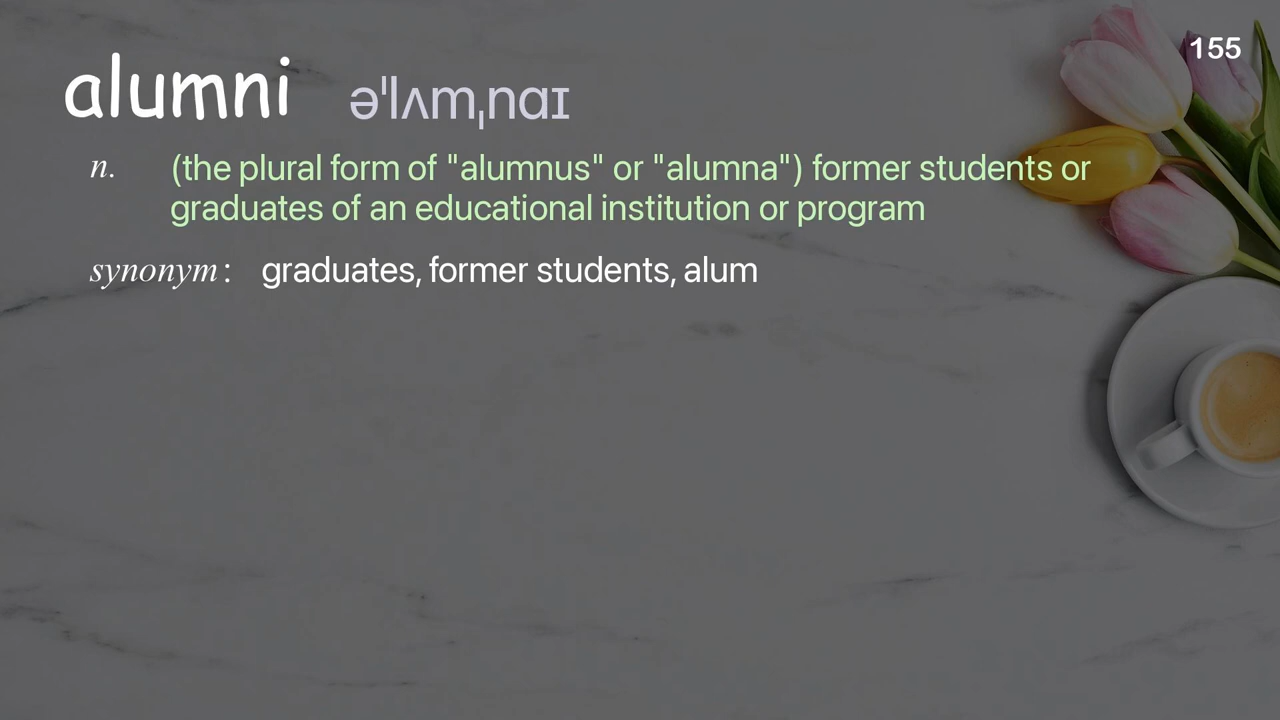 155
alumni əˈlʌmˌnɑɪ
n. (the plural form of "alumnus" or "alumna") former students or
graduates of an educational institution or program
synonym: graduates, former students, alum